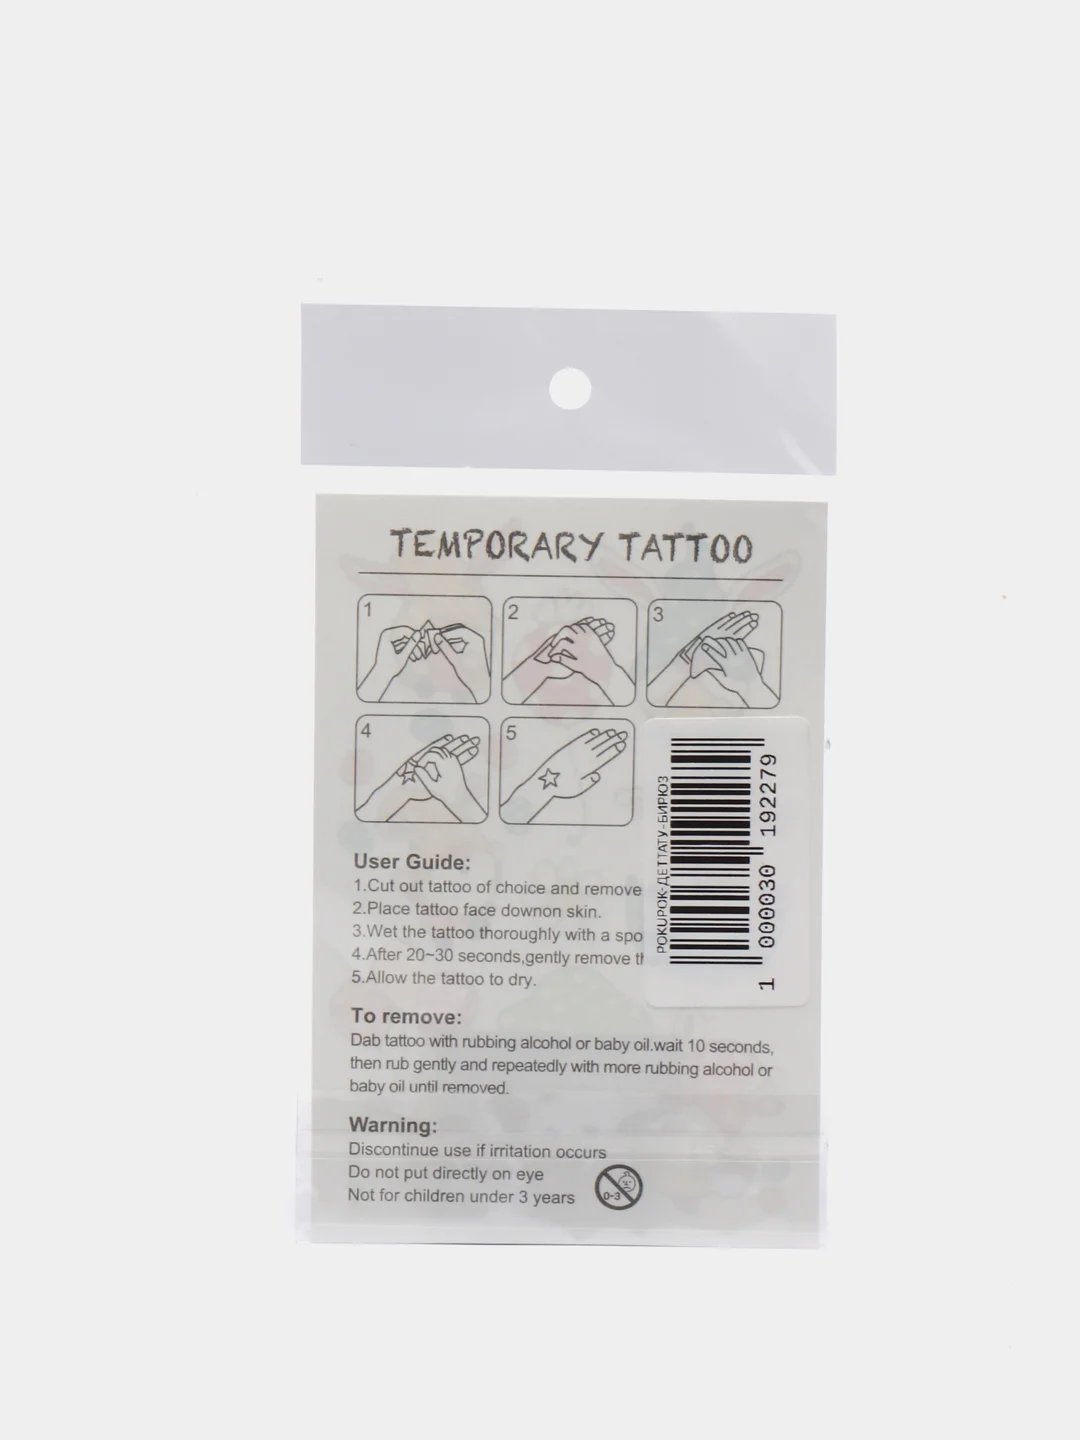 TEMPORARY TATTOO
1
2
3
4
5
User Guide:
1.Cut out tattoo of choice and remove
2.Place tattoo face downon skin.
3.Wet the tattoo thoroughly with a spo
4.After 20~30 seconds,gently remove th
5.Allow the tattoo to dry.
To remove:
Dab tattoo with rubbing alcohol or baby oil.wait 10 seconds,
then rub gently and repeatedly with more rubbing alcohol or
baby oil until removed.
Warning:
Discontinue use if irritation occurs
Do not put directly on eye
Not for children under 3 years
0-3
POKUPOK-ДЕТТАТУ-БИРЮЗ
1 000030 192279